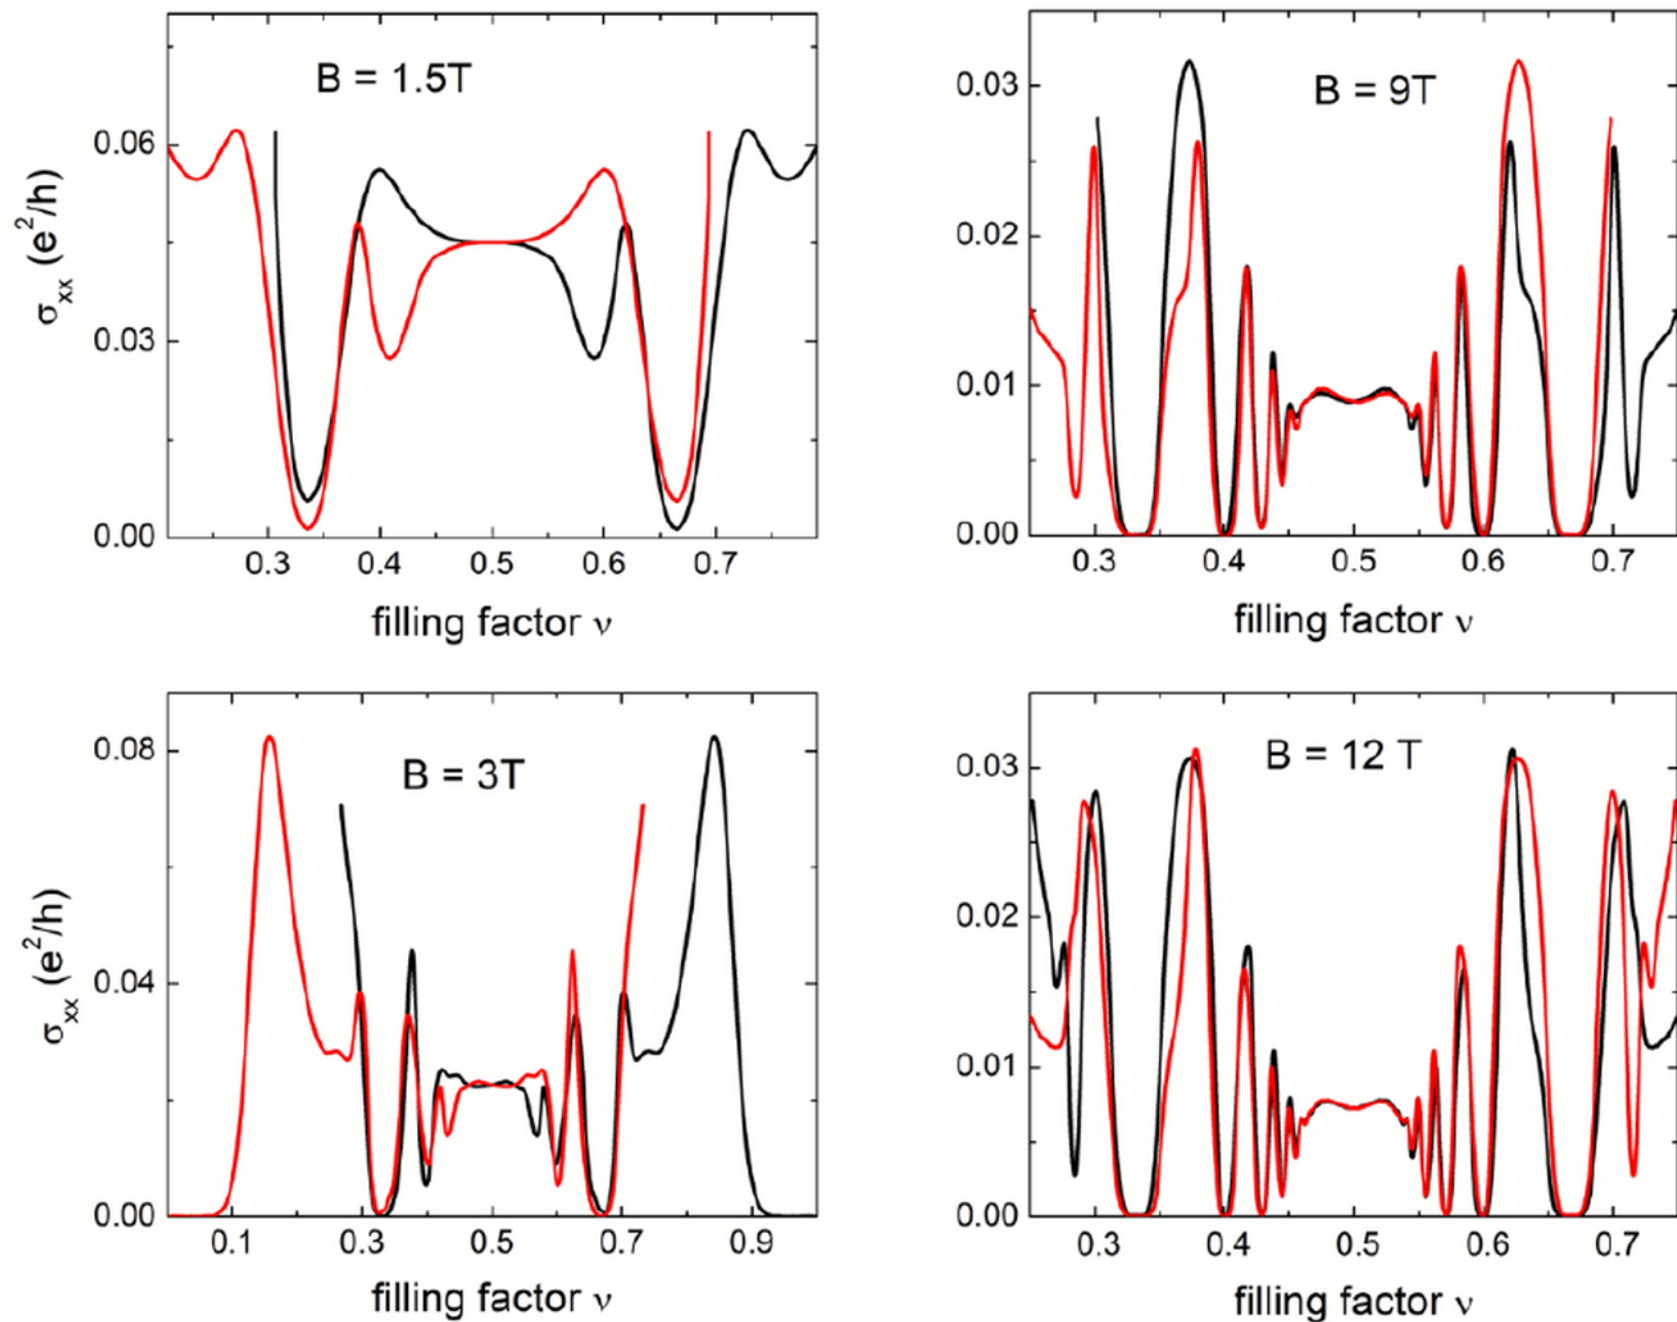 B = 1.5T
0.06
0.03
0.00
σxx (e²/h)
0.3 0.4 0.5 0.6 0.7
filling factor ν
B = 9T
0.03
0.02
0.01
0.00
0.3 0.4 0.5 0.6 0.7
filling factor ν
B = 3T
0.08
0.04
0.00
σxx (e²/h)
0.1 0.3 0.5 0.7 0.9
filling factor ν
B = 12 T
0.03
0.02
0.01
0.00
0.3 0.4 0.5 0.6 0.7
filling factor ν